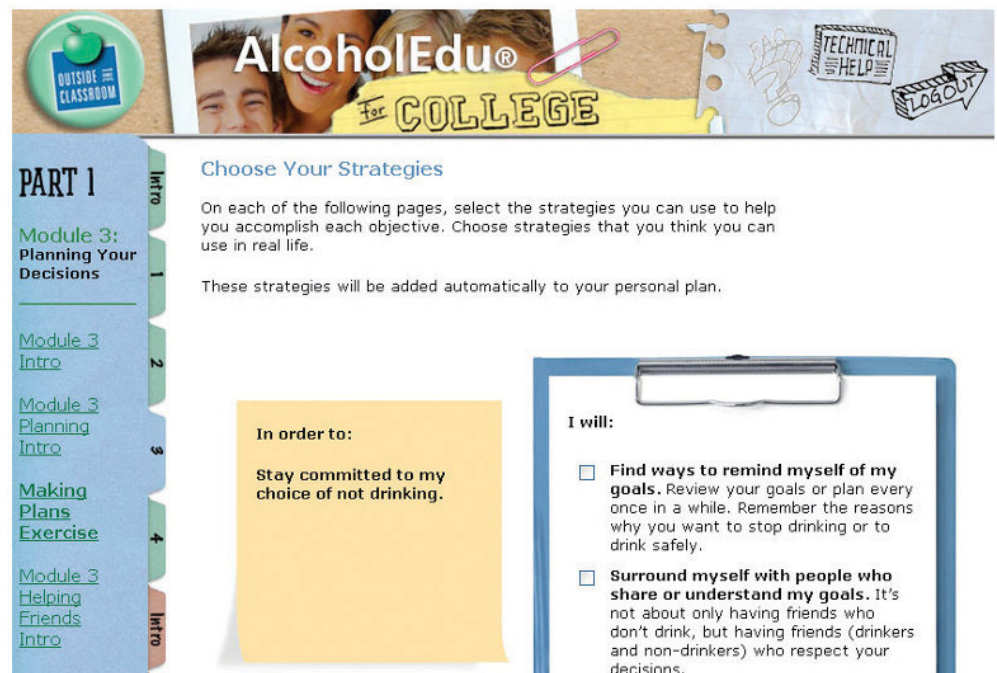 OUTSIDE THE
CLASSROOM
AlcoholEdu®
for COLLEGE
FAQ
TECHNICAL
HELP
LOGOUT
PART 1
Module 3:
Planning Your
Decisions
Module 3
Intro
Module 3
Planning
Intro
Making
Plans
Exercise
Module 3
Helping
Friends
Intro
Intro
1
2
3
4
Intro
Choose Your Strategies
On each of the following pages, select the strategies you can use to help
you accomplish each objective. Choose strategies that you think you can
use in real life.
These strategies will be added automatically to your personal plan.
In order to:
Stay committed to my
choice of not drinking.
I will:
Find ways to remind myself of my
goals. Review your goals or plan every
once in a while. Remember the reasons
why you want to stop drinking or to
drink safely.
Surround myself with people who
share or understand my goals. It's
not about only having friends who
don't drink, but having friends (drinkers
and non-drinkers) who respect your
decisions.